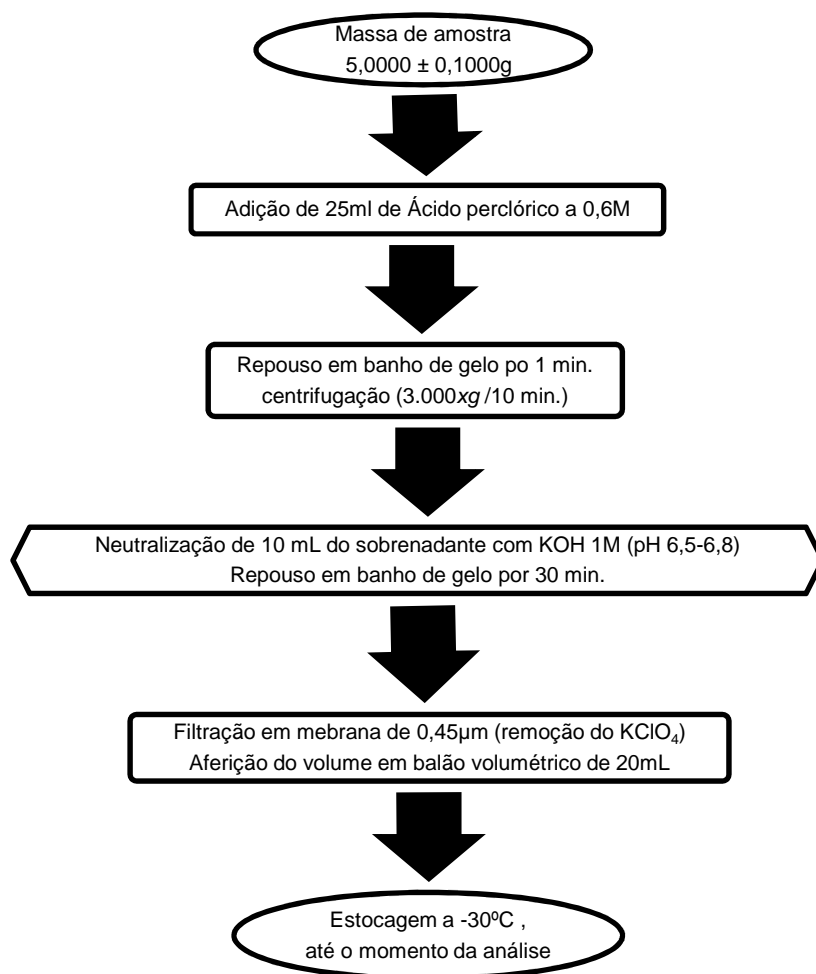 Massa de amostra
5,0000 ± 0,1000g
Adição de 25ml de Ácido perclórico a 0,6M
Repouso em banho de gelo po 1 min.
centrifugação (3.000xg /10 min.)
Neutralização de 10 mL do sobrenadante com KOH 1M (pH 6,5-6,8)
Repouso em banho de gelo por 30 min.
Filtração em mebrana de 0,45µm (remoção do KClO₄)
Aferição do volume em balão volumétrico de 20mL
Estocagem a -30ºC ,
até o momento da análise